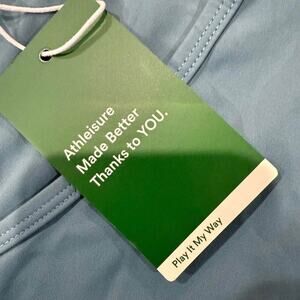 Athleisure
Made Better
Thanks to YOU.
Play It My Way